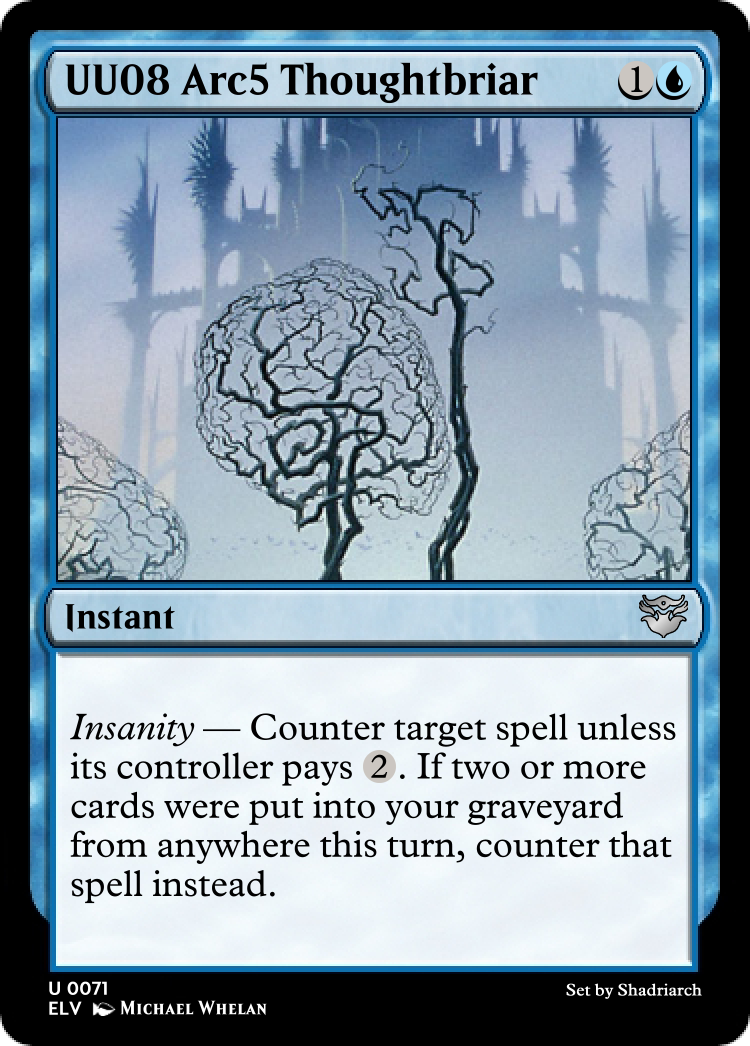 UU08 Arc5 Thoughtbriar 1
Instant
Insanity — Counter target spell unless
its controller pays 2. If two or more
cards were put into your graveyard
from anywhere this turn, counter that
spell instead.
U 0071
ELV Michael Whelan
Set by Shadriarch